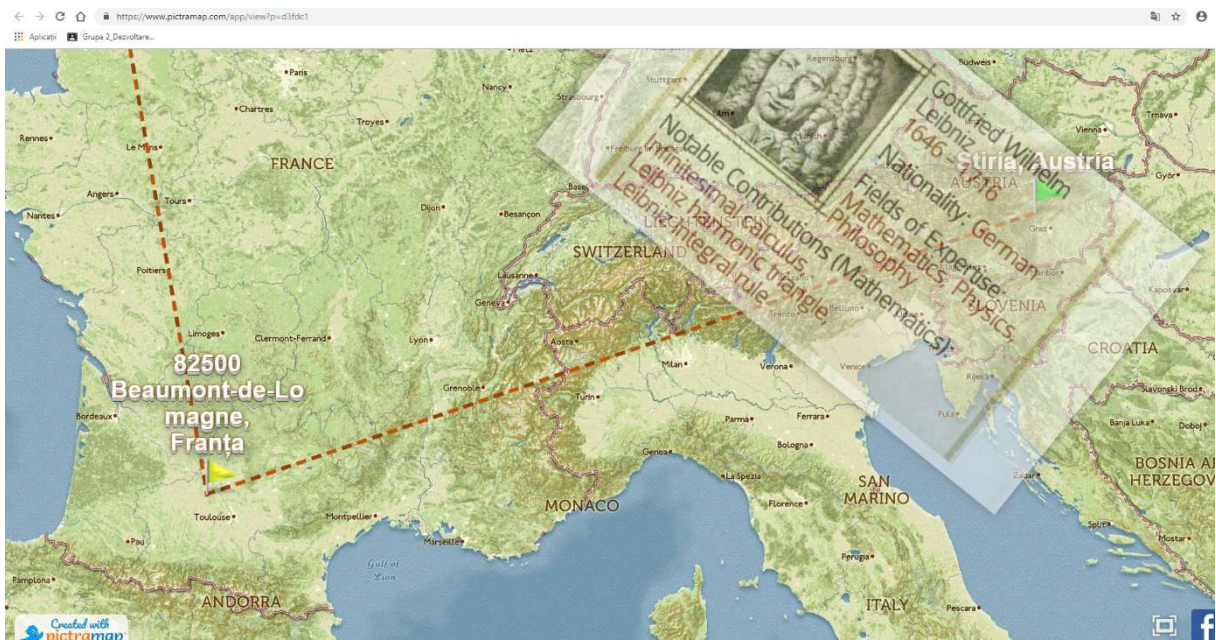 https://www.pictramap.com/app/view?p=d3fdc1
Aplicații
Grupa 2_Dezvoltare...
Paris
Nancy
Stuttgart
Regensburg
Budweis
Chartres
Troyes
Strasbourg
Vienna
Trnava
Rennes
Le Mans
FRANCE
Győr
Gottfried Wilhelm
Leibniz
1646 - 1716
Nationality: German
Fields of Expertise:
Mathematics, Physics,
Philosophy
Notable Contributions (Mathematics):
Infinitesimal calculus,
Leibniz harmonic triangle,
Leibniz integral rule
Stiria, Austria
AUSTRIA
Graz
Angers
Tours
Nantes
Dijon
Besançon
Basel
LIECHTENSTEIN
SWITZERLAND
Poitiers
Lausanne
Geneva
SLOVENIA
Kaposvar
Limoges
Clermont-Ferrand
Lyon
Aosta
Trento
Belluno
CROATIA
82500
Beaumont-de-Lo
magne,
Franța
Grenoble
Milan
Verona
Venice
Rijeka
Slavonski Brod
Turin
Bordeaux
Parma
Ferrara
Pula
Banja Luka
Doboj
Bologna
Genoa
La Spezia
Zadar
BOSNIA AN
HERZEGOV
SAN
MARINO
MONACO
Florence
Toulouse
Montpellier
Marseille
Split
Mostar
Pau
Perugia
Gulf of
Lion
Pamplona
ANDORRA
ITALY
Pescara
Created with
pictramap